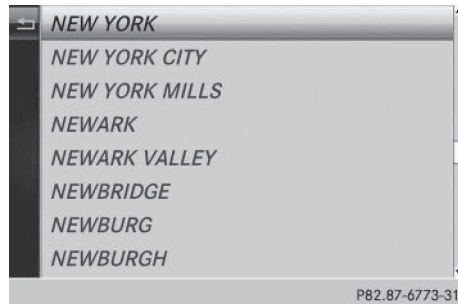 NEW YORK
NEW YORK CITY
NEW YORK MILLS
NEWARK
NEWARK VALLEY
NEWBRIDGE
NEWBURG
NEWBURGH
P82.87-6773-31